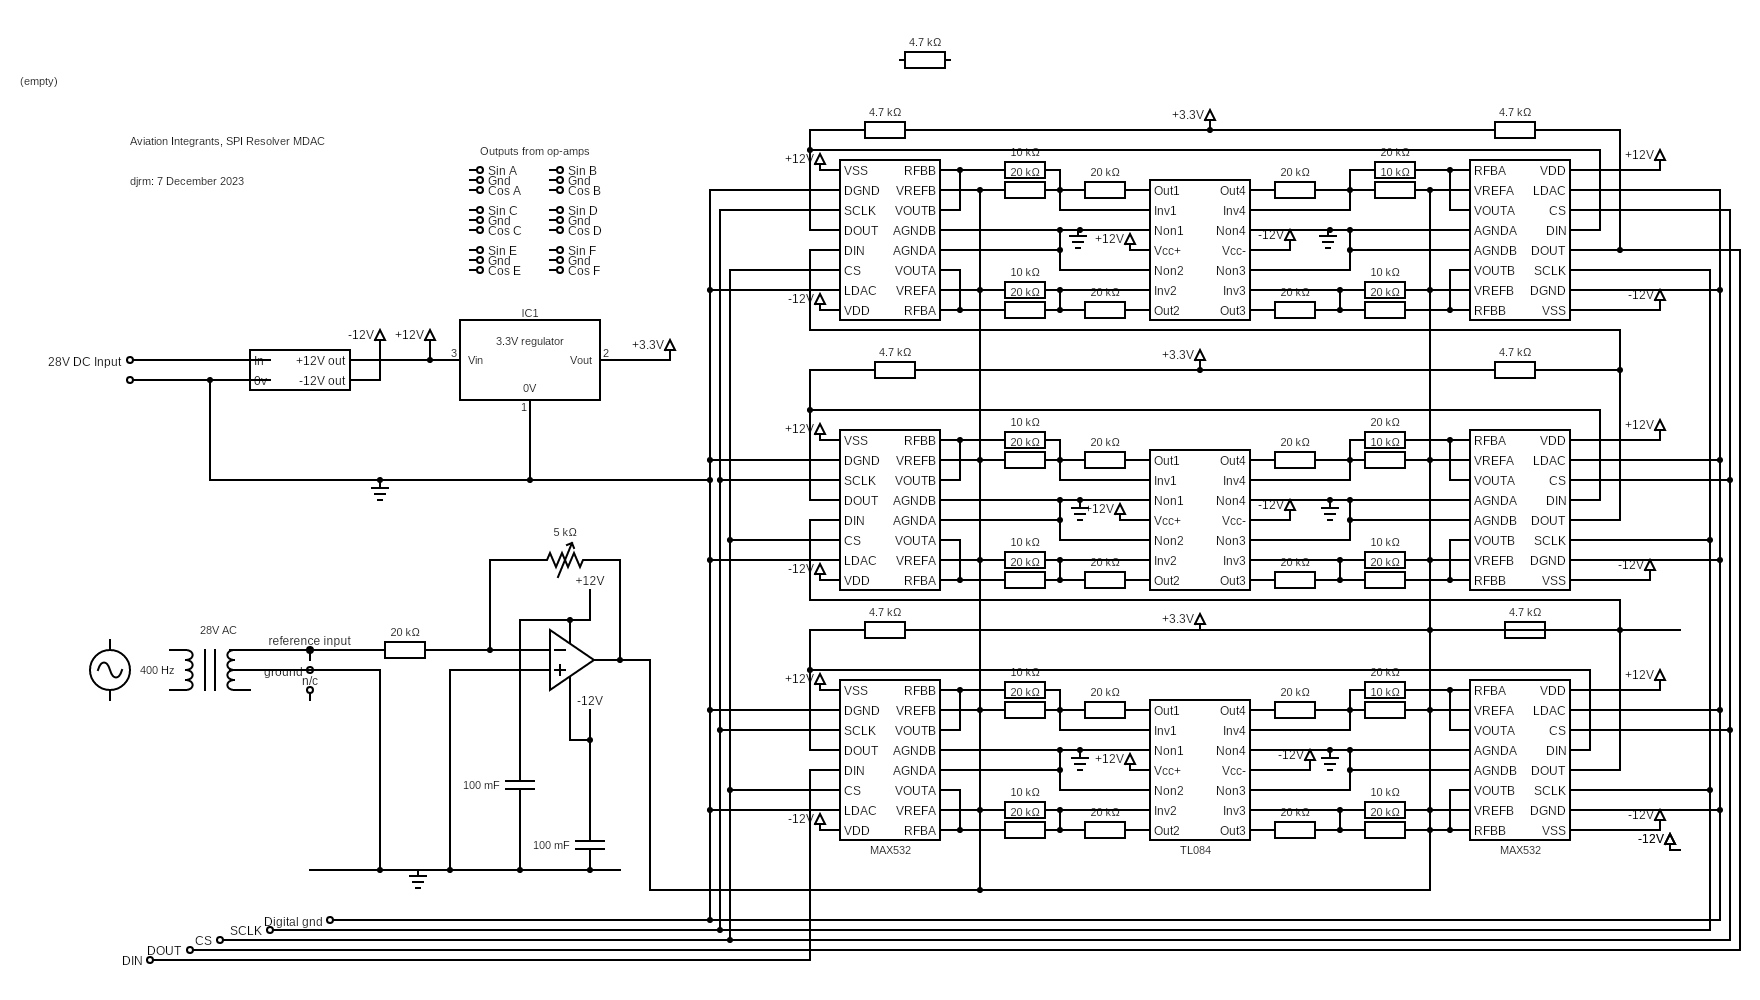 4.7 kΩ
(empty)
Aviation Integrants, SPI Resolver MDAC
djrm: 7 December 2023
Outputs from op-amps
Sin A Sin B
Gnd Gnd
Cos A Cos B
Sin C Sin D
Gnd Gnd
Cos C Cos D
Sin E Sin F
Gnd Gnd
Cos E Cos F
28V DC Input
In +12V out
0v -12V out
-12V +12V
IC1
3.3V regulator
3 Vin Vout 2
0V
1
+3.3V
5 kΩ
+12V
28V AC
400 Hz
reference input
ground
n/c
20 kΩ
-12V
100 mF
100 mF
Digital gnd
SCLK
CS
DOUT
DIN
4.7 kΩ +3.3V 4.7 kΩ
+12V 10 kΩ 20 kΩ +12V
VSS RFBB 20 kΩ 20 kΩ 20 kΩ 10 kΩ RFBA VDD
DGND VREFB Out1 Out4 VREFA LDAC
SCLK VOUTB Inv1 Inv4 VOUTA CS
DOUT AGNDB Non1 Non4 AGNDA DIN
+12V -12V
DIN AGNDA Vcc+ Vcc- AGNDB DOUT
CS VOUTA 10 kΩ Non2 Non3 10 kΩ VOUTB SCLK
LDAC VREFA 20 kΩ 20 kΩ Inv2 Inv3 20 kΩ 20 kΩ VREFB DGND
-12V -12V
VDD RFBA Out2 Out3 RFBB VSS
4.7 kΩ +3.3V 4.7 kΩ
+12V 10 kΩ 20 kΩ +12V
VSS RFBB 20 kΩ 20 kΩ 20 kΩ 10 kΩ RFBA VDD
DGND VREFB Out1 Out4 VREFA LDAC
SCLK VOUTB Inv1 Inv4 VOUTA CS
DOUT AGNDB Non1 Non4 AGNDA DIN
+12V -12V
DIN AGNDA Vcc+ Vcc- AGNDB DOUT
CS VOUTA 10 kΩ Non2 Non3 10 kΩ VOUTB SCLK
LDAC VREFA 20 kΩ 20 kΩ Inv2 Inv3 20 kΩ 20 kΩ VREFB DGND
-12V -12V
VDD RFBA Out2 Out3 RFBB VSS
4.7 kΩ +3.3V 4.7 kΩ
+12V 10 kΩ 20 kΩ +12V
VSS RFBB 20 kΩ 20 kΩ 20 kΩ 10 kΩ RFBA VDD
DGND VREFB Out1 Out4 VREFA LDAC
SCLK VOUTB Inv1 Inv4 VOUTA CS
DOUT AGNDB Non1 Non4 AGNDA DIN
+12V -12V
DIN AGNDA Vcc+ Vcc- AGNDB DOUT
CS VOUTA 10 kΩ Non2 Non3 10 kΩ VOUTB SCLK
LDAC VREFA 20 kΩ 20 kΩ Inv2 Inv3 20 kΩ 20 kΩ VREFB DGND
-12V -12V
VDD RFBA Out2 Out3 RFBB VSS
-12V
MAX532 TL084 MAX532